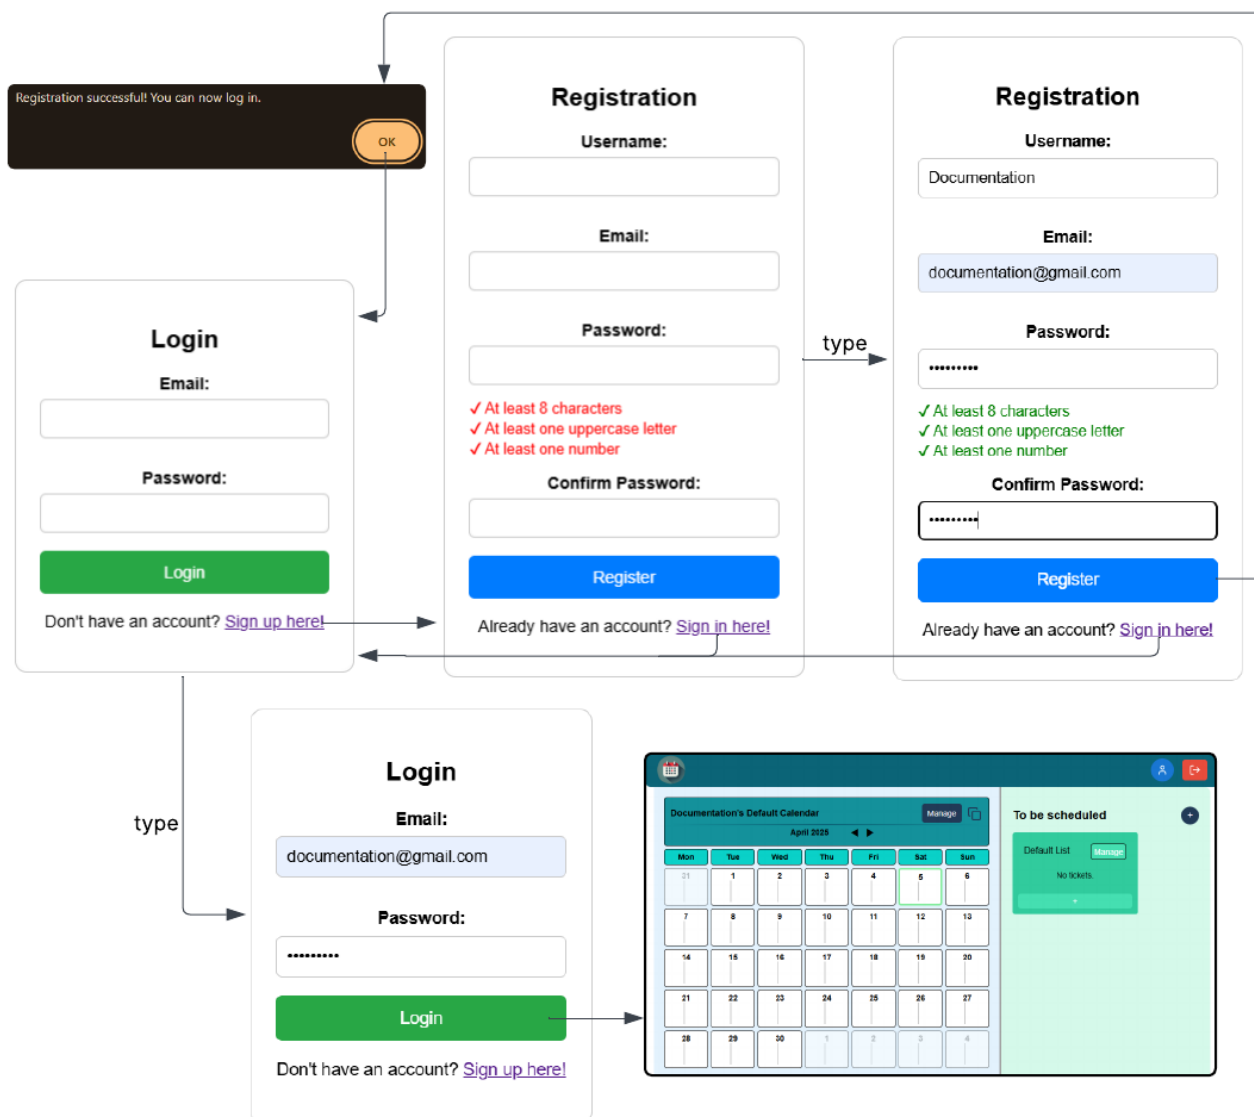 Registration successful! You can now log in.
OK
Login
Email:
Password:
Login
Don't have an account? Sign up here!
Registration
Username:
Email:
Password:
✓ At least 8 characters
✓ At least one uppercase letter
✓ At least one number
Confirm Password:
Register
Already have an account? Sign in here!
type
Registration
Username:
Documentation
Email:
documentation@gmail.com
Password:
•••••••••
✓ At least 8 characters
✓ At least one uppercase letter
✓ At least one number
Confirm Password:
•••••••••
Register
Already have an account? Sign in here!
type
Login
Email:
documentation@gmail.com
Password:
•••••••••
Login
Don't have an account? Sign up here!
Documentation's Default Calendar Manage
April 2025
Mon Tue Wed Thu Fri Sat Sun
31 1 2 3 4 5 6
7 8 9 10 11 12 13
14 15 16 17 18 19 20
21 22 23 24 25 26 27
28 29 30 1 2 3 4
To be scheduled +
Default List Manage
No tickets.